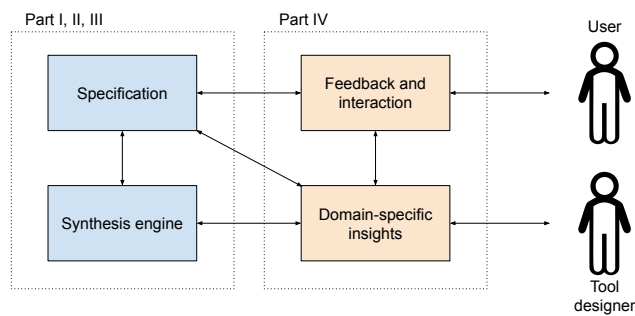 Part I, II, III
Part IV
User
Specification
Feedback and
interaction
Synthesis engine
Domain-specific
insights
Tool
designer